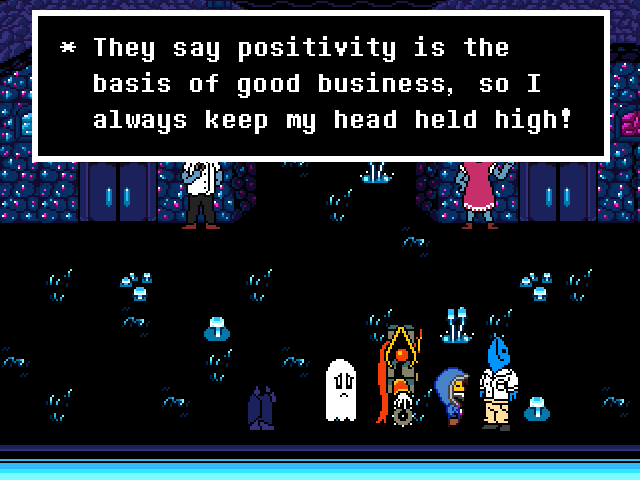 * They say positivity is the
basis of good business, so I
always keep my head held high!